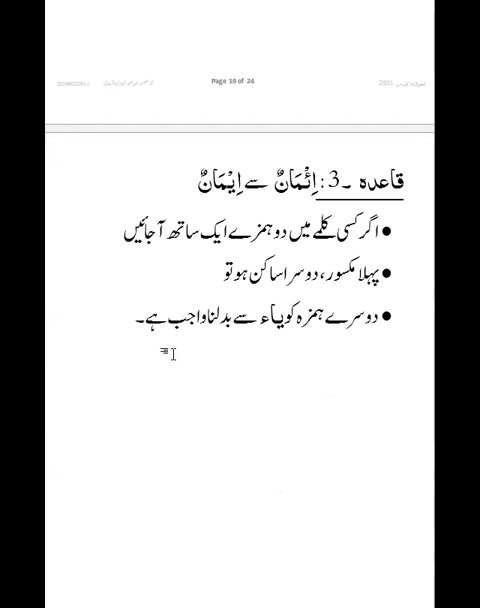 Page 19 of 24
قاعدہ ۔3: اِئْمَانٌ سے اِیْمَانٌ
● اگر کسی کلمے میں دو ہمزے ایک ساتھ آجائیں
● پہلا مکسور، دوسرا ساکن ہو تو
● دوسرے ہمزہ کو یاء سے بدلنا واجب ہے۔